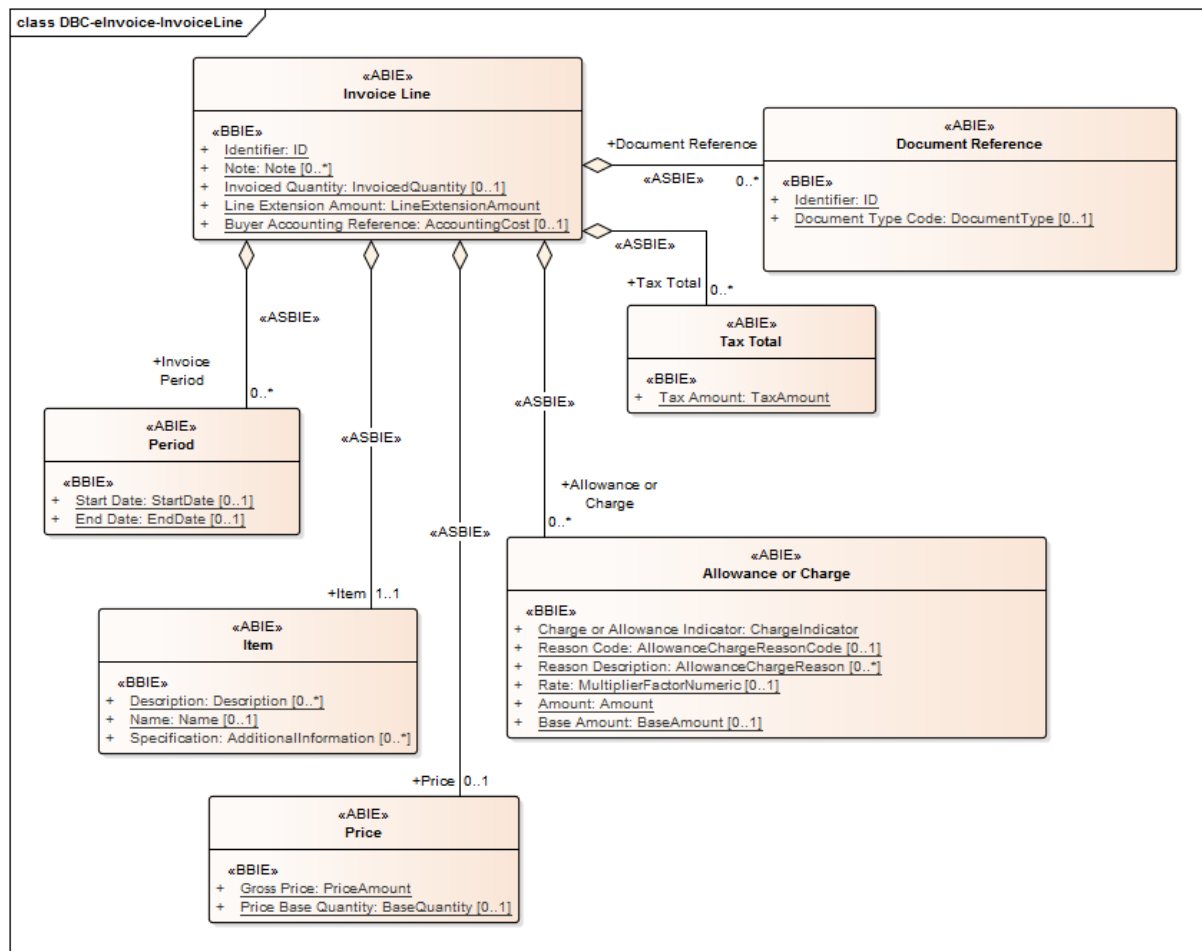 class DBC-eInvoice-InvoiceLine
«ABIE»
Invoice Line
«BBIE»
+ Identifier: ID
+ Note: Note [0..*]
+ Invoiced Quantity: InvoicedQuantity [0..1]
+ Line Extension Amount: LineExtensionAmount
+ Buyer Accounting Reference: AccountingCost [0..1]
+Document Reference
«ASBIE»
0..*
«ABIE»
Document Reference
«BBIE»
+ Identifier: ID
+ Document Type Code: DocumentType [0..1]
«ASBIE»
+Tax Total
0..*
«ABIE»
Tax Total
«BBIE»
+ Tax Amount: TaxAmount
«ASBIE»
+Invoice
Period
0..*
«ABIE»
Period
«BBIE»
+ Start Date: StartDate [0..1]
+ End Date: EndDate [0..1]
«ASBIE»
+Item
1..1
«ABIE»
Item
«BBIE»
+ Description: Description [0..*]
+ Name: Name [0..1]
+ Specification: AdditionalInformation [0..*]
«ASBIE»
+Price
0..1
«ABIE»
Price
«BBIE»
+ Gross Price: PriceAmount
+ Price Base Quantity: BaseQuantity [0..1]
«ASBIE»
+Allowance or
Charge
0..*
«ABIE»
Allowance or Charge
«BBIE»
+ Charge or Allowance Indicator: ChargeIndicator
+ Reason Code: AllowanceChargeReasonCode [0..1]
+ Reason Description: AllowanceChargeReason [0..*]
+ Rate: MultiplierFactorNumeric [0..1]
+ Amount: Amount
+ Base Amount: BaseAmount [0..1]